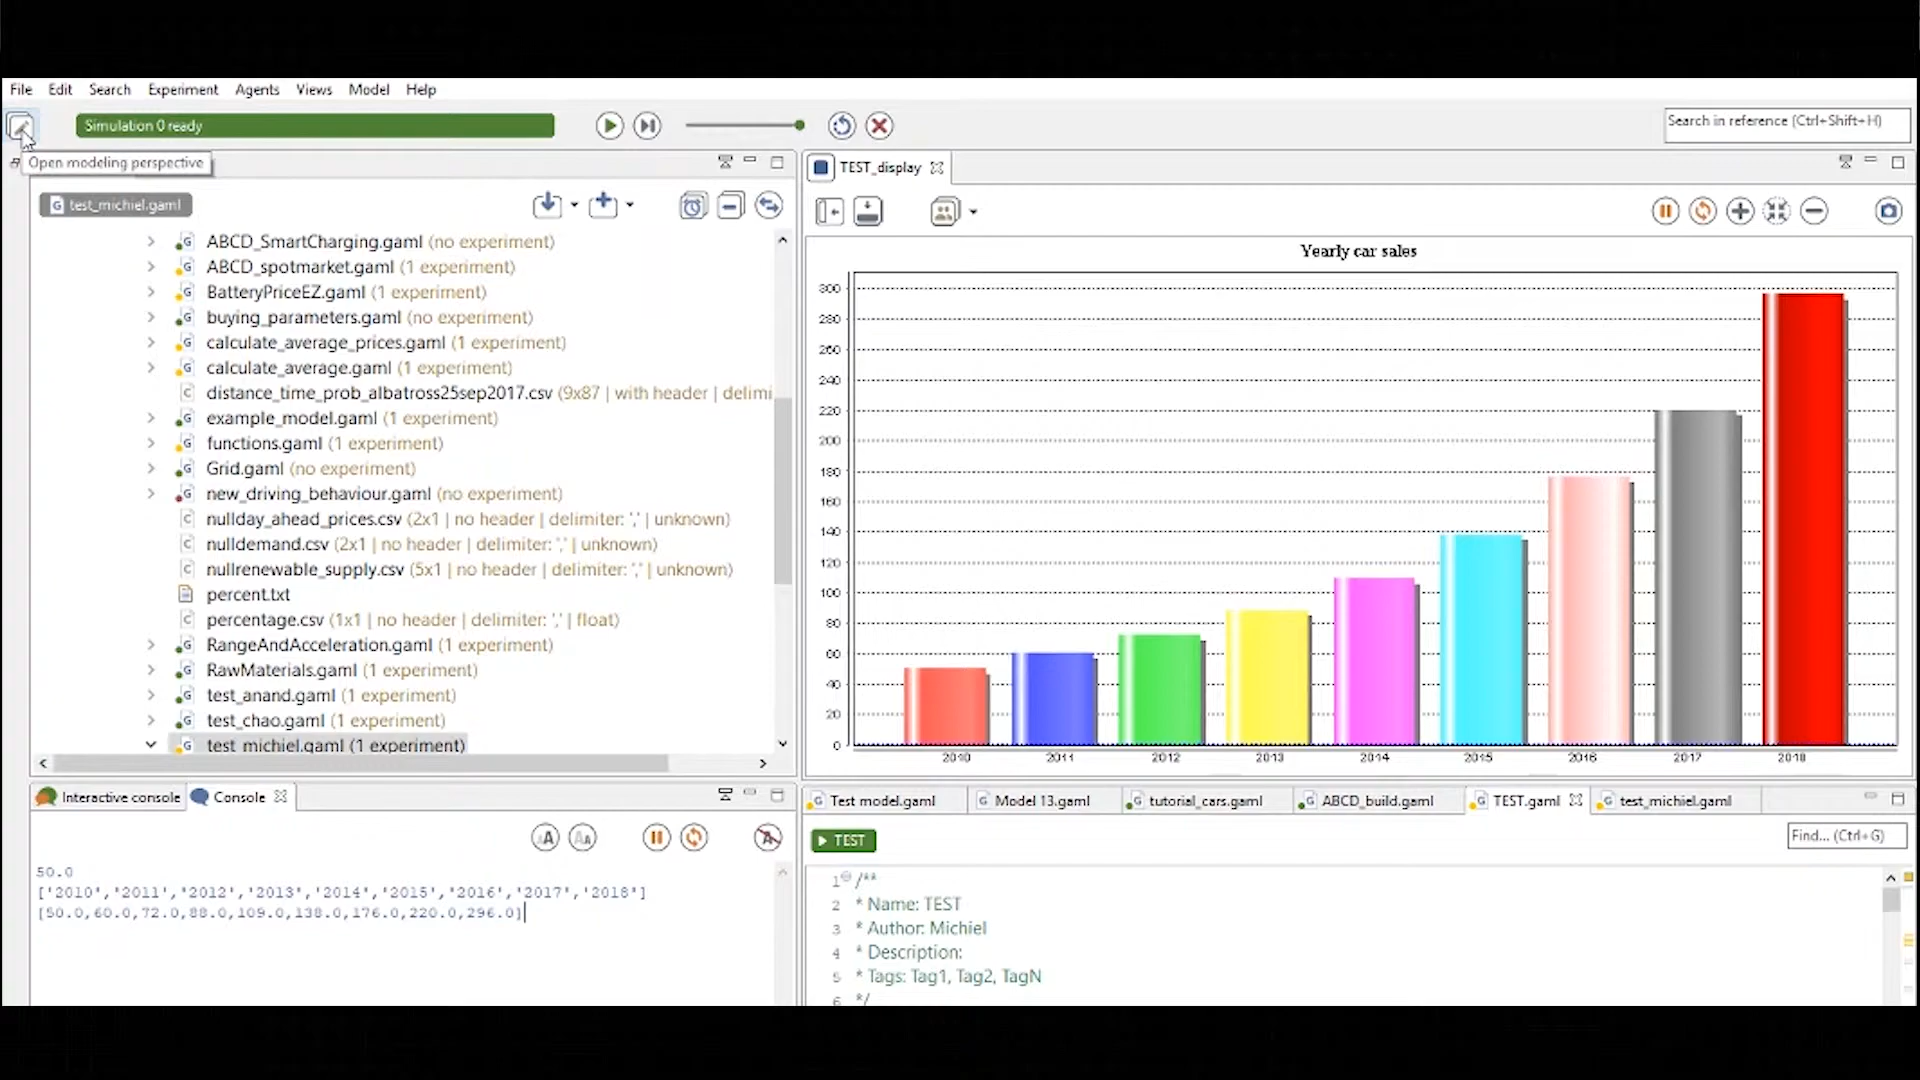 File Edit Search Experiment Agents Views Model Help
Simulation 0 ready
Search in reference (Ctrl+Shift+H)
Open modeling perspective
test_michiel.gaml
ABCD_SmartCharging.gaml (no experiment)
ABCD_spotmarket.gaml (1 experiment)
BatteryPriceEZ.gaml (1 experiment)
buying_parameters.gaml (no experiment)
calculate_average_prices.gaml (1 experiment)
calculate_average.gaml (1 experiment)
distance_time_prob_albatross25sep2017.csv (9x87 | with header | delimi
example_model.gaml (1 experiment)
functions.gaml (1 experiment)
Grid.gaml (no experiment)
new_driving_behaviour.gaml (no experiment)
nullday_ahead_prices.csv (2x1 | no header | delimiter: ',' | unknown)
nulldemand.csv (2x1 | no header | delimiter: ',' | unknown)
nullrenewable_supply.csv (5x1 | no header | delimiter: ',' | unknown)
percent.txt
percentage.csv (1x1 | no header | delimiter: ',' | float)
RangeAndAcceleration.gaml (1 experiment)
RawMaterials.gaml (1 experiment)
test_anand.gaml (1 experiment)
test_chao.gaml (1 experiment)
test_michiel.gaml (1 experiment)
TEST_display
Yearly car sales
300
280
260
240
220
200
180
160
140
120
100
80
60
40
20
0
2010 2011 2012 2013 2014 2015 2016 2017 2018
Interactive console Console
50.0
['2010','2011','2012','2013','2014','2015','2016','2017','2018']
[50.0,60.0,72.0,88.0,109.0,138.0,176.0,220.0,296.0]
Test model.gaml Model 13.gaml tutorial_cars.gaml ABCD_build.gaml TEST.gaml test_michiel.gaml
TEST
Find... (Ctrl+G)
1 /**
2 * Name: TEST
3 * Author: Michiel
4 * Description:
5 * Tags: Tag1, Tag2, TagN
6 */